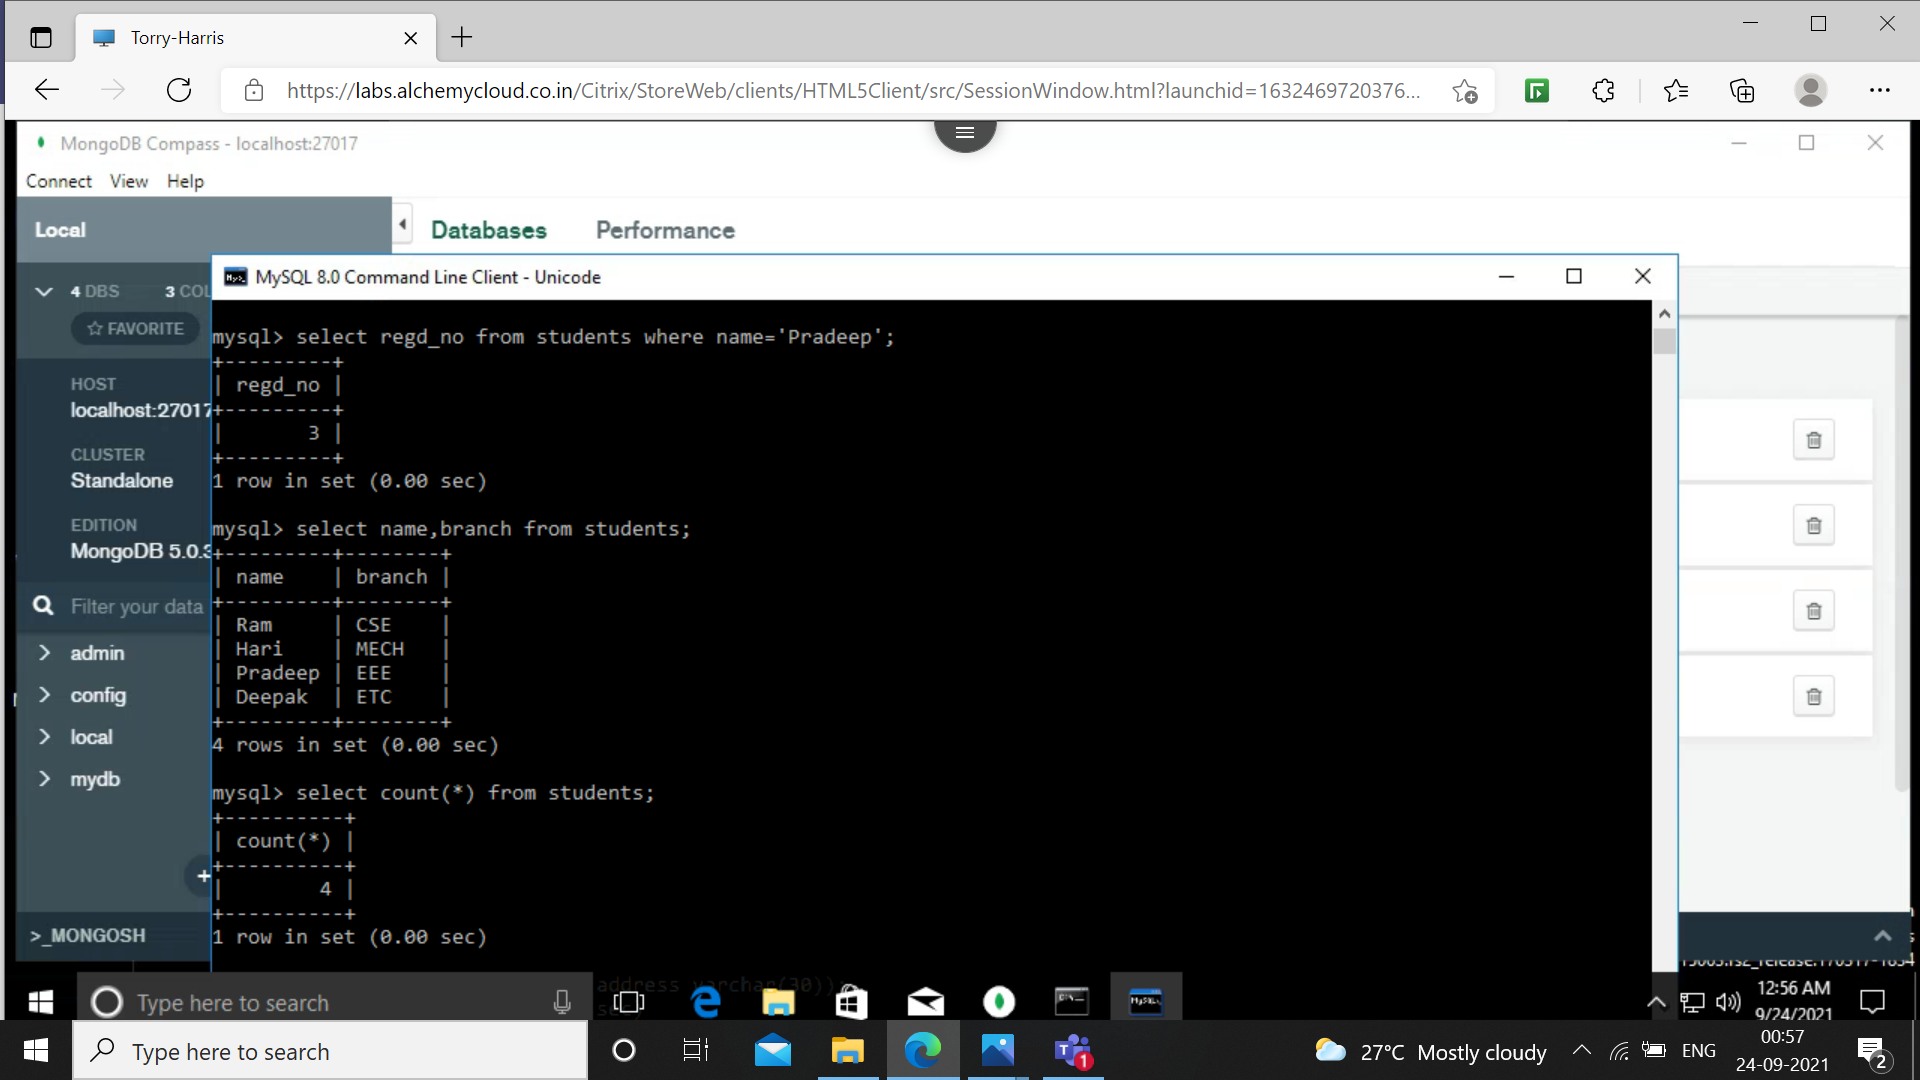 Torry-Harris
https://labs.alchemycloud.co.in/Citrix/StoreWeb/clients/HTML5Client/src/SessionWindow.html?launchid=1632469720376...
MongoDB Compass - localhost:27017
Connect View Help
Local
Databases Performance
4 DBS 3 COL
FAVORITE
HOST
localhost:27017
CLUSTER
Standalone
EDITION
MongoDB 5.0.3
Filter your data
admin
config
local
mydb
>_MONGOSH
MySQL 8.0 Command Line Client - Unicode
mysql> select regd_no from students where name='Pradeep';
+---------+
| regd_no |
+---------+
|       3 |
+---------+
1 row in set (0.00 sec)
mysql> select name,branch from students;
+---------+--------+
| name    | branch |
+---------+--------+
| Ram     | CSE    |
| Hari    | MECH   |
| Pradeep | EEE    |
| Deepak  | ETC    |
+---------+--------+
4 rows in set (0.00 sec)
mysql> select count(*) from students;
+----------+
| count(*) |
+----------+
|        4 |
+----------+
1 row in set (0.00 sec)
address varchar(30))
Type here to search
12:56 AM
9/24/2021
Type here to search
27°C Mostly cloudy
ENG
00:57
24-09-2021
2